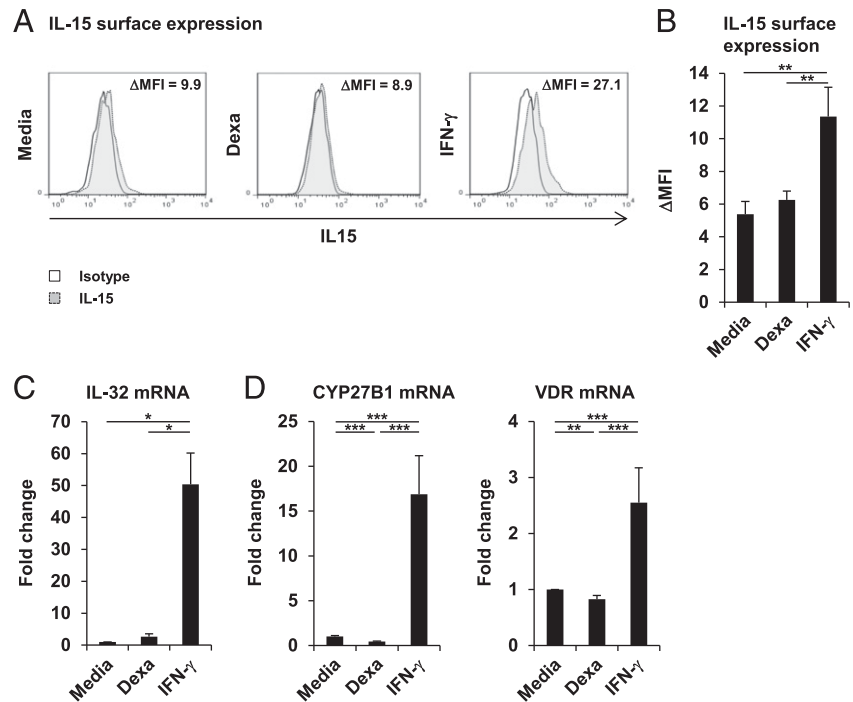 A IL-15 surface expression
ΔMFI = 9.9
ΔMFI = 8.9
ΔMFI = 27.1
Media
Dexa
IFN-γ
0
0
0
10⁰ 10¹ 10² 10³ 10⁴
10⁰ 10¹ 10² 10³ 10⁴
10⁰ 10¹ 10² 10³ 10⁴
IL15
Isotype
IL-15
B IL-15 surface
expression
**
**
ΔMFI
14
12
10
8
6
4
2
0
Media
Dexa
IFN-γ
C IL-32 mRNA
*
*
Fold change
70
60
50
40
30
20
10
0
Media
Dexa
IFN-γ
D CYP27B1 mRNA
***
*** ***
Fold change
25
20
15
10
5
0
Media
Dexa
IFN-γ
VDR mRNA
***
** ***
Fold change
4
3
2
1
0
Media
Dexa
IFN-γ